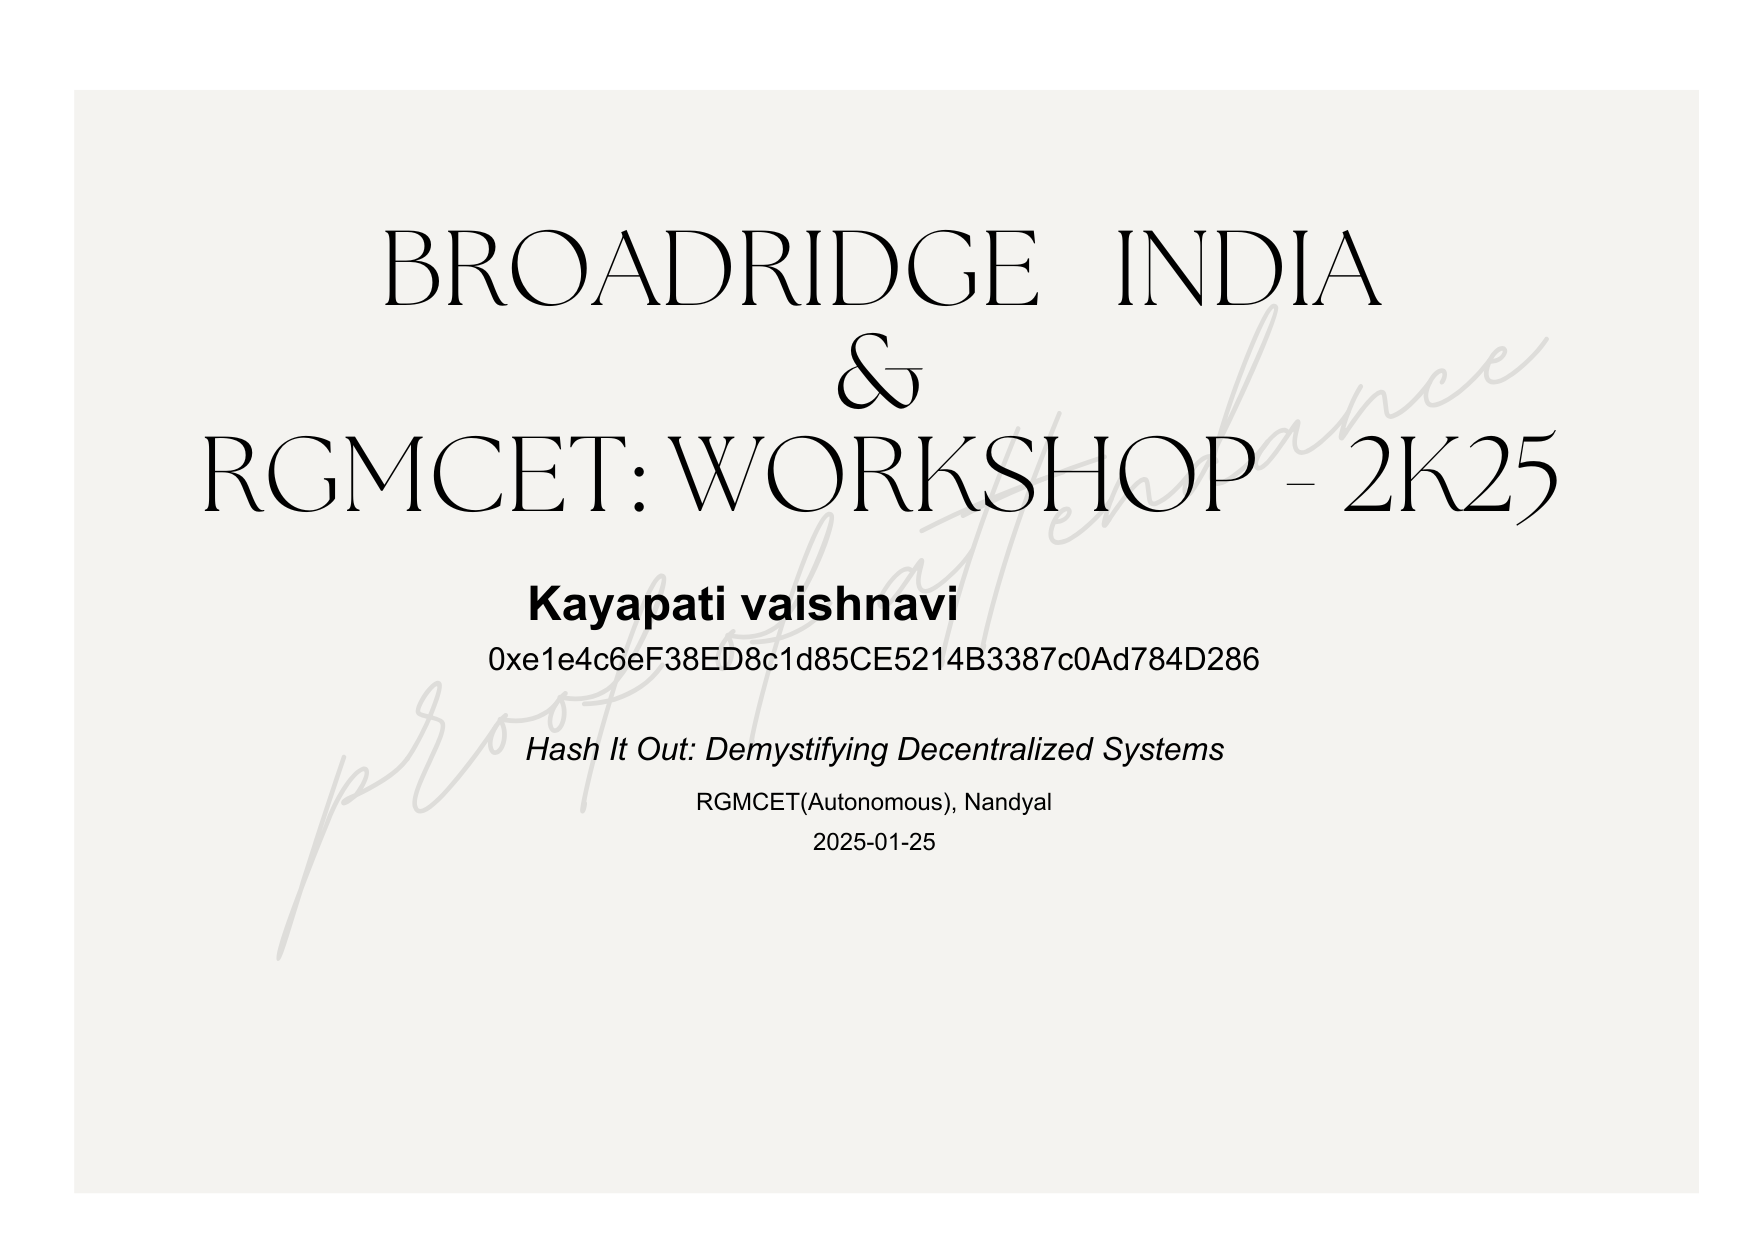 BROADRIDGE INDIA
&
RGMCET: WORKSHOP - 2K25
proof of attendance
Kayapati vaishnavi
0xe1e4c6eF38ED8c1d85CE5214B3387c0Ad784D286
Hash It Out: Demystifying Decentralized Systems
RGMCET(Autonomous), Nandyal
2025-01-25